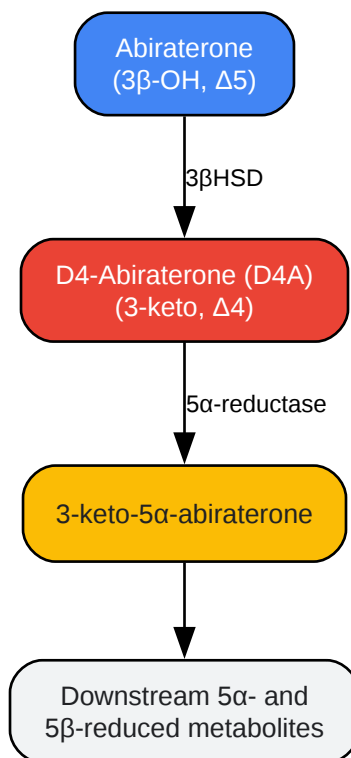 Abiraterone
(3β-OH, Δ5)
3βHSD
D4-Abiraterone (D4A)
(3-keto, Δ4)
5α-reductase
3-keto-5α-abiraterone
Downstream 5α- and
5β-reduced metabolites